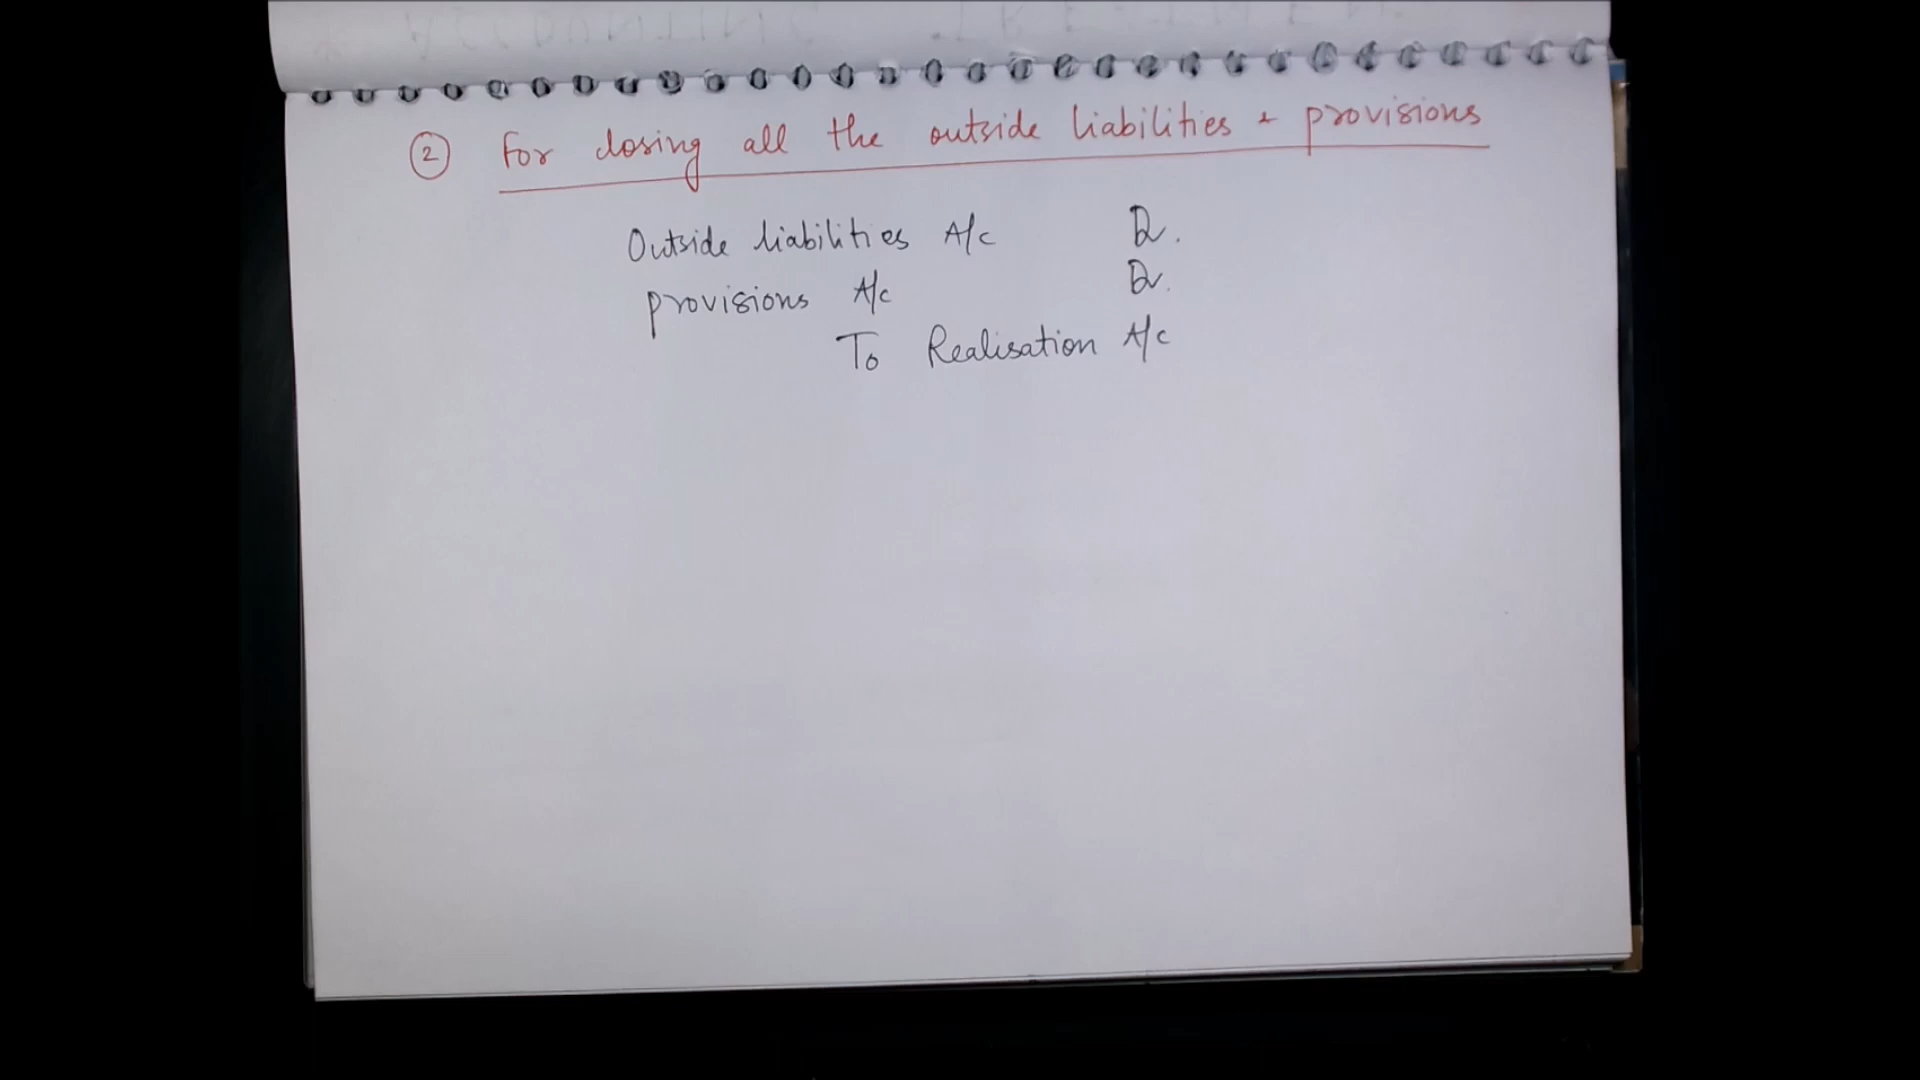 ② For closing all the outside liabilities & provisions
Outside liabilities A/c Dr.
provisions A/c Dr.
To Realisation A/c